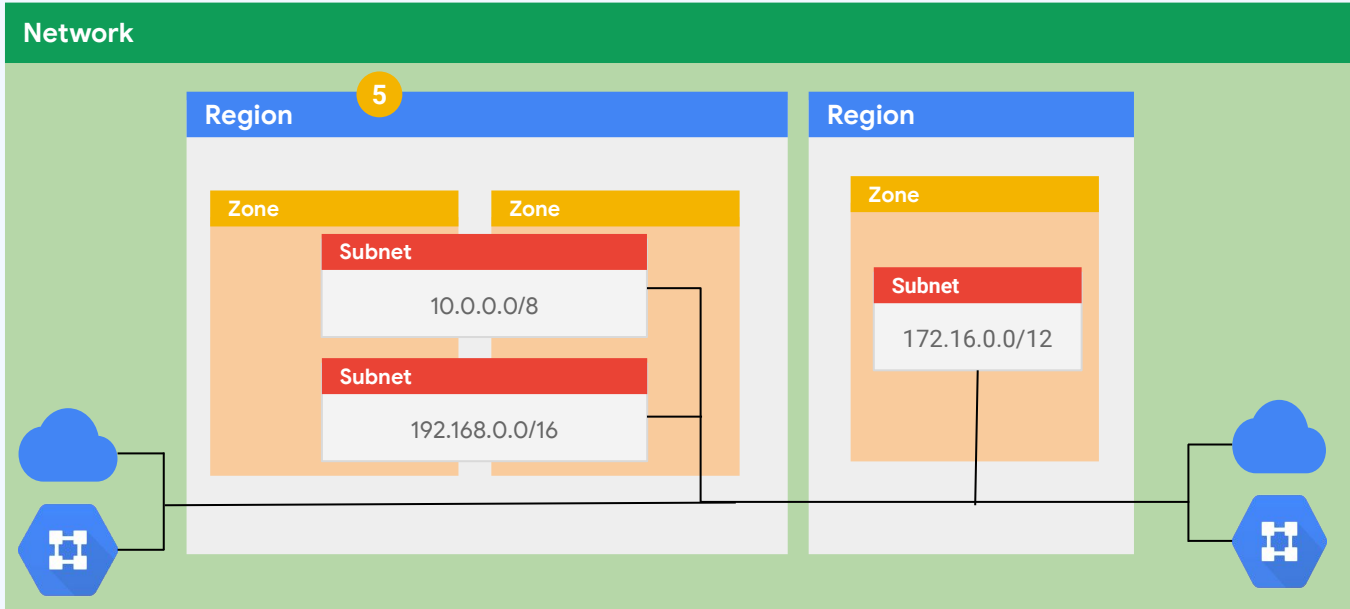 Network
5
Region
Zone
Zone
Subnet
10.0.0.0/8
Subnet
192.168.0.0/16
Region
Zone
Subnet
172.16.0.0/12